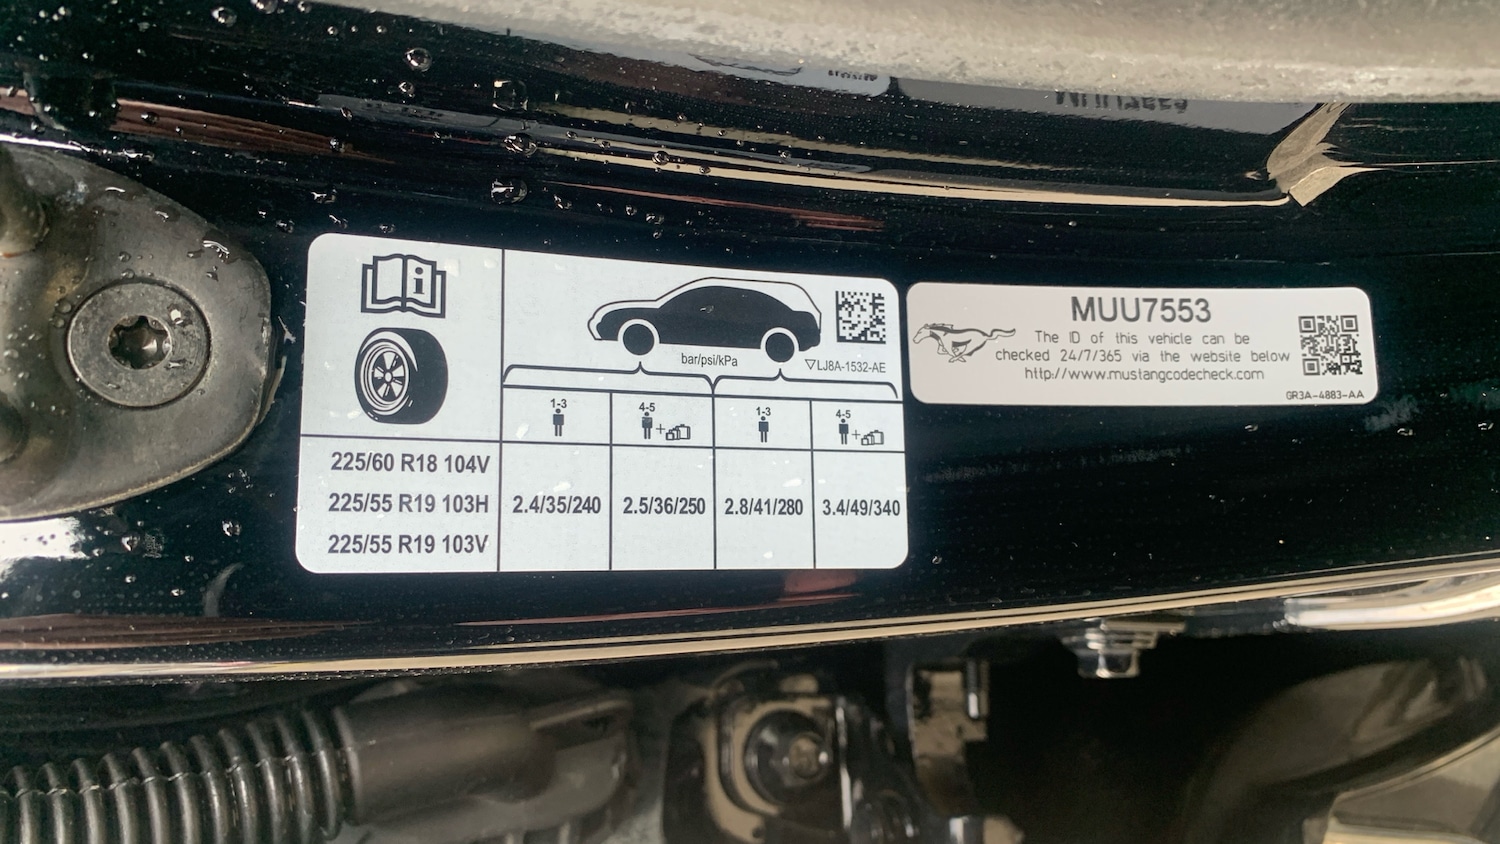 i
bar/psi/kPa
▽LJ8A-1532-AE
1-3
4-5
+
1-3
4-5
+
225/60 R18 104V
225/55 R19 103H
225/55 R19 103V
2.4/35/240
2.5/36/250
2.8/41/280
3.4/49/340
MUU7553
The ID of this vehicle can be
checked 24/7/365 via the website below
http://www.mustangcodecheck.com
GR3A-4883-AA